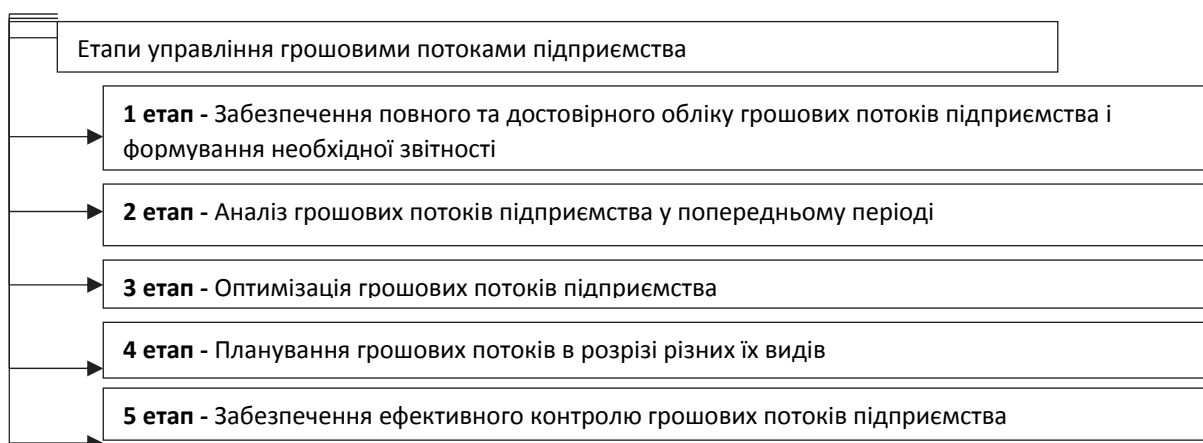 Етапи управління грошовими потоками підприємства
1 етап - Забезпечення повного та достовірного обліку грошових потоків підприємства і
формування необхідної звітності
2 етап - Аналіз грошових потоків підприємства у попередньому періоді
3 етап - Оптимізація грошових потоків підприємства
4 етап - Планування грошових потоків в розрізі різних їх видів
5 етап - Забезпечення ефективного контролю грошових потоків підприємства